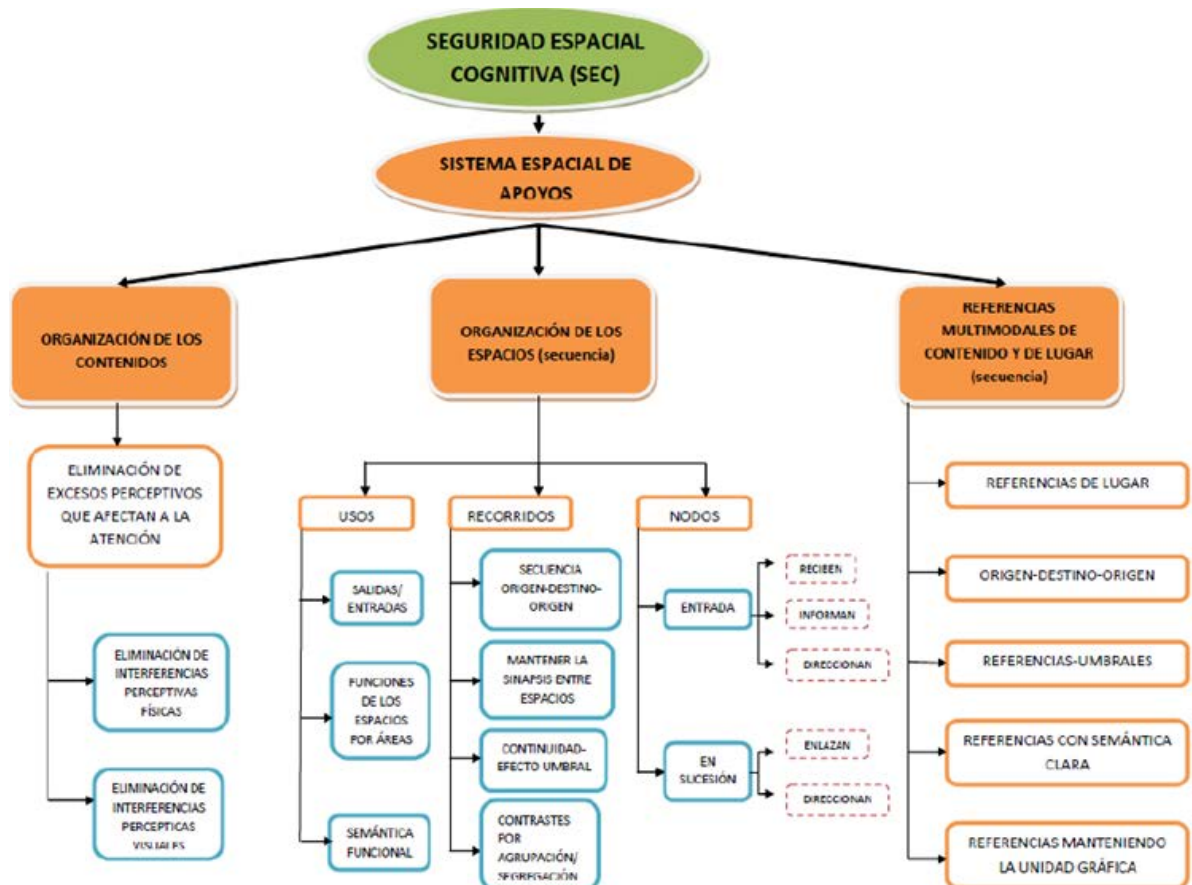 SEGURIDAD ESPACIAL
COGNITIVA (SEC)
SISTEMA ESPACIAL DE
APOYOS
ORGANIZACIÓN DE LOS
CONTENIDOS
ELIMINACIÓN DE
EXCESOS PERCEPTIVOS
QUE AFECTAN A LA
ATENCIÓN
ELIMINACIÓN DE
INTERFERENCIAS
PERCEPTIVAS
FÍSICAS
ELIMINACIÓN DE
INTERFERENCIAS
PERCEPTICAS
VISUALES
ORGANIZACIÓN DE LOS
ESPACIOS (secuencia)
USOS
SALIDAS/
ENTRADAS
FUNCIONES
DE LOS
ESPACIOS
POR ÁREAS
SEMÁNTICA
FUNCIONAL
RECORRIDOS
SECUENCIA
ORIGEN-DESTINO-
ORIGEN
MANTENER LA
SINAPSIS ENTRE
ESPACIOS
CONTINUIDAD-
EFECTO UMBRAL
CONTRASTES
POR
AGRUPACIÓN/
SEGREGACIÓN
NODOS
ENTRADA
RECIBEN
INFORMAN
DIRECCIONAN
EN
SUCESIÓN
ENLAZAN
DIRECCIONAN
REFERENCIAS
MULTIMODALES DE
CONTENIDO Y DE LUGAR
(secuencia)
REFERENCIAS DE LUGAR
ORIGEN-DESTINO-ORIGEN
REFERENCIAS-UMBRALES
REFERENCIAS CON SEMÁNTICA
CLARA
REFERENCIAS MANTENIENDO
LA UNIDAD GRÁFICA